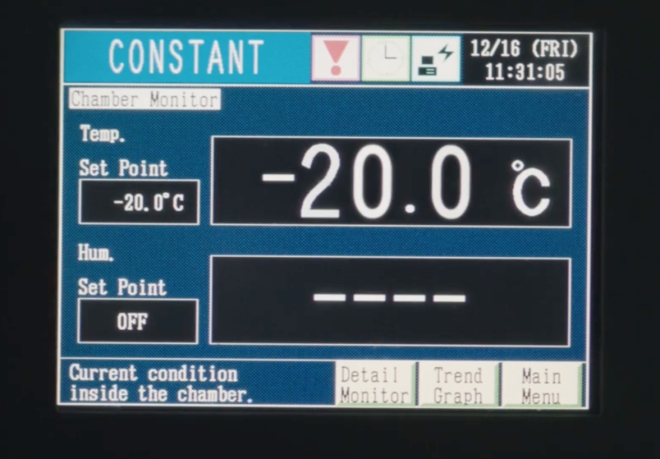 CONSTANT
12/16 (FRI)
11:31:05
Chamber Monitor
Temp.
Set Point
-20.0°C
-20.0 °C
Hum.
Set Point
OFF
----
Current condition
inside the chamber.
Detail
Monitor
Trend
Graph
Main
Menu